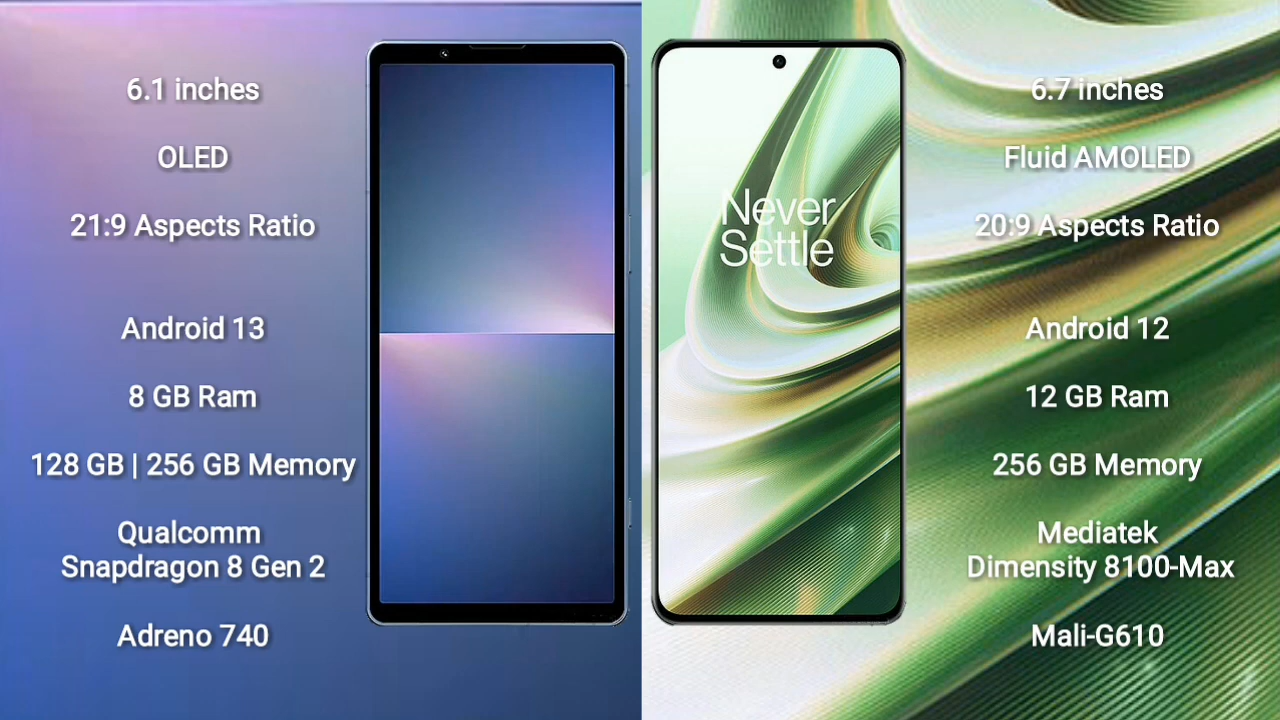 6.1 inches
OLED
21:9 Aspects Ratio
Android 13
8 GB Ram
128 GB | 256 GB Memory
Qualcomm
Snapdragon 8 Gen 2
Adreno 740
Never
Settle
6.7 inches
Fluid AMOLED
20:9 Aspects Ratio
Android 12
12 GB Ram
256 GB Memory
Mediatek
Dimensity 8100-Max
Mali-G610